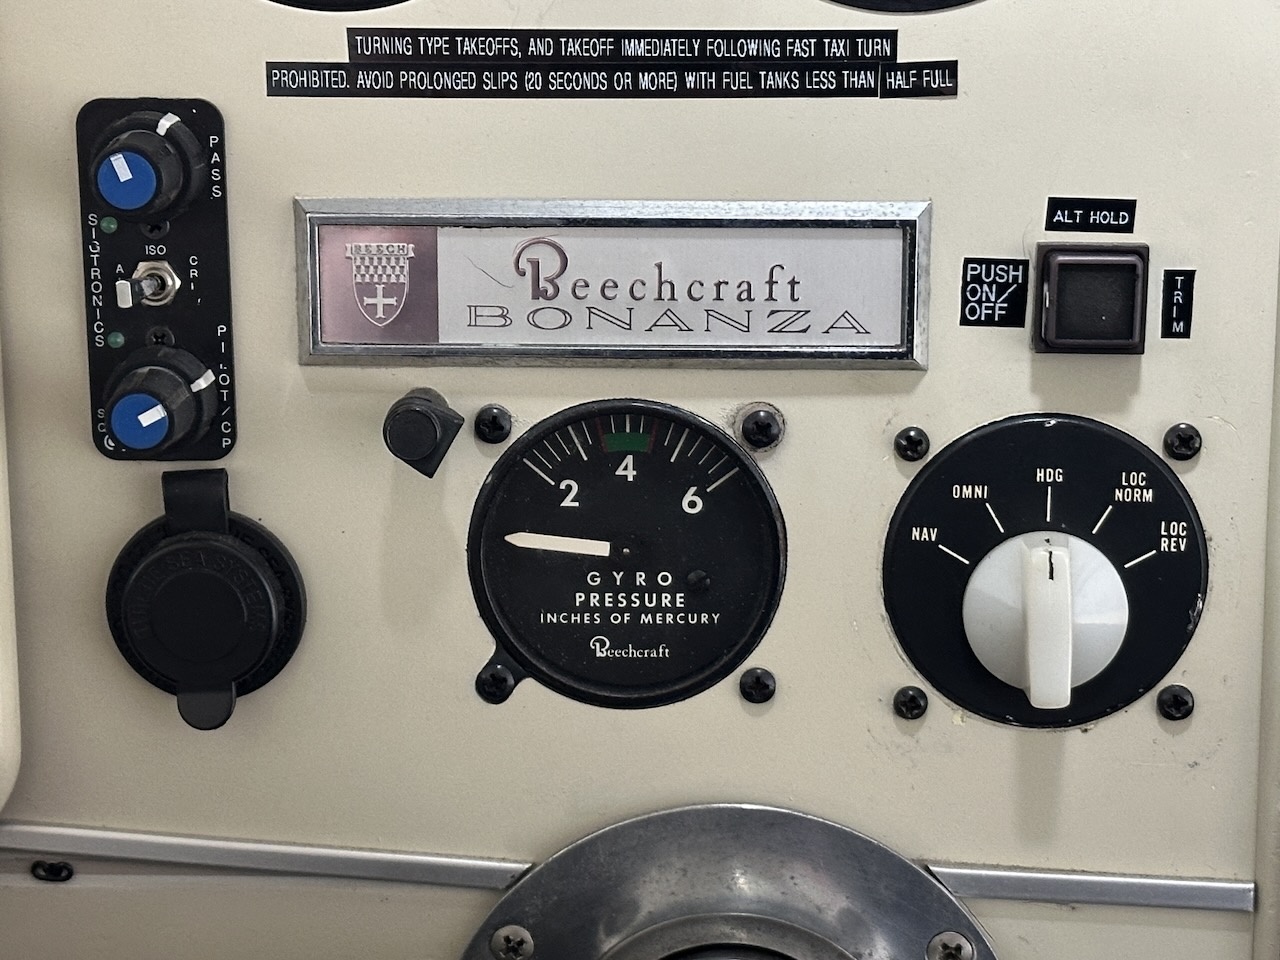 TURNING TYPE TAKEOFFS, AND TAKEOFF IMMEDIATELY FOLLOWING FAST TAXI TURN
PROHIBITED. AVOID PROLONGED SLIPS (20 SECONDS OR MORE) WITH FUEL TANKS LESS THAN HALF FULL
PASS
SIGTRONICS
ISO
PILOT/CP
BEECH
Beechcraft
BONANZA
ALT HOLD
PUSH
ON/
OFF
TRIM
2
4
6
GYRO
PRESSURE
INCHES OF MERCURY
Beechcraft
NAV
OMNI
HDG
LOC
NORM
LOC
REV